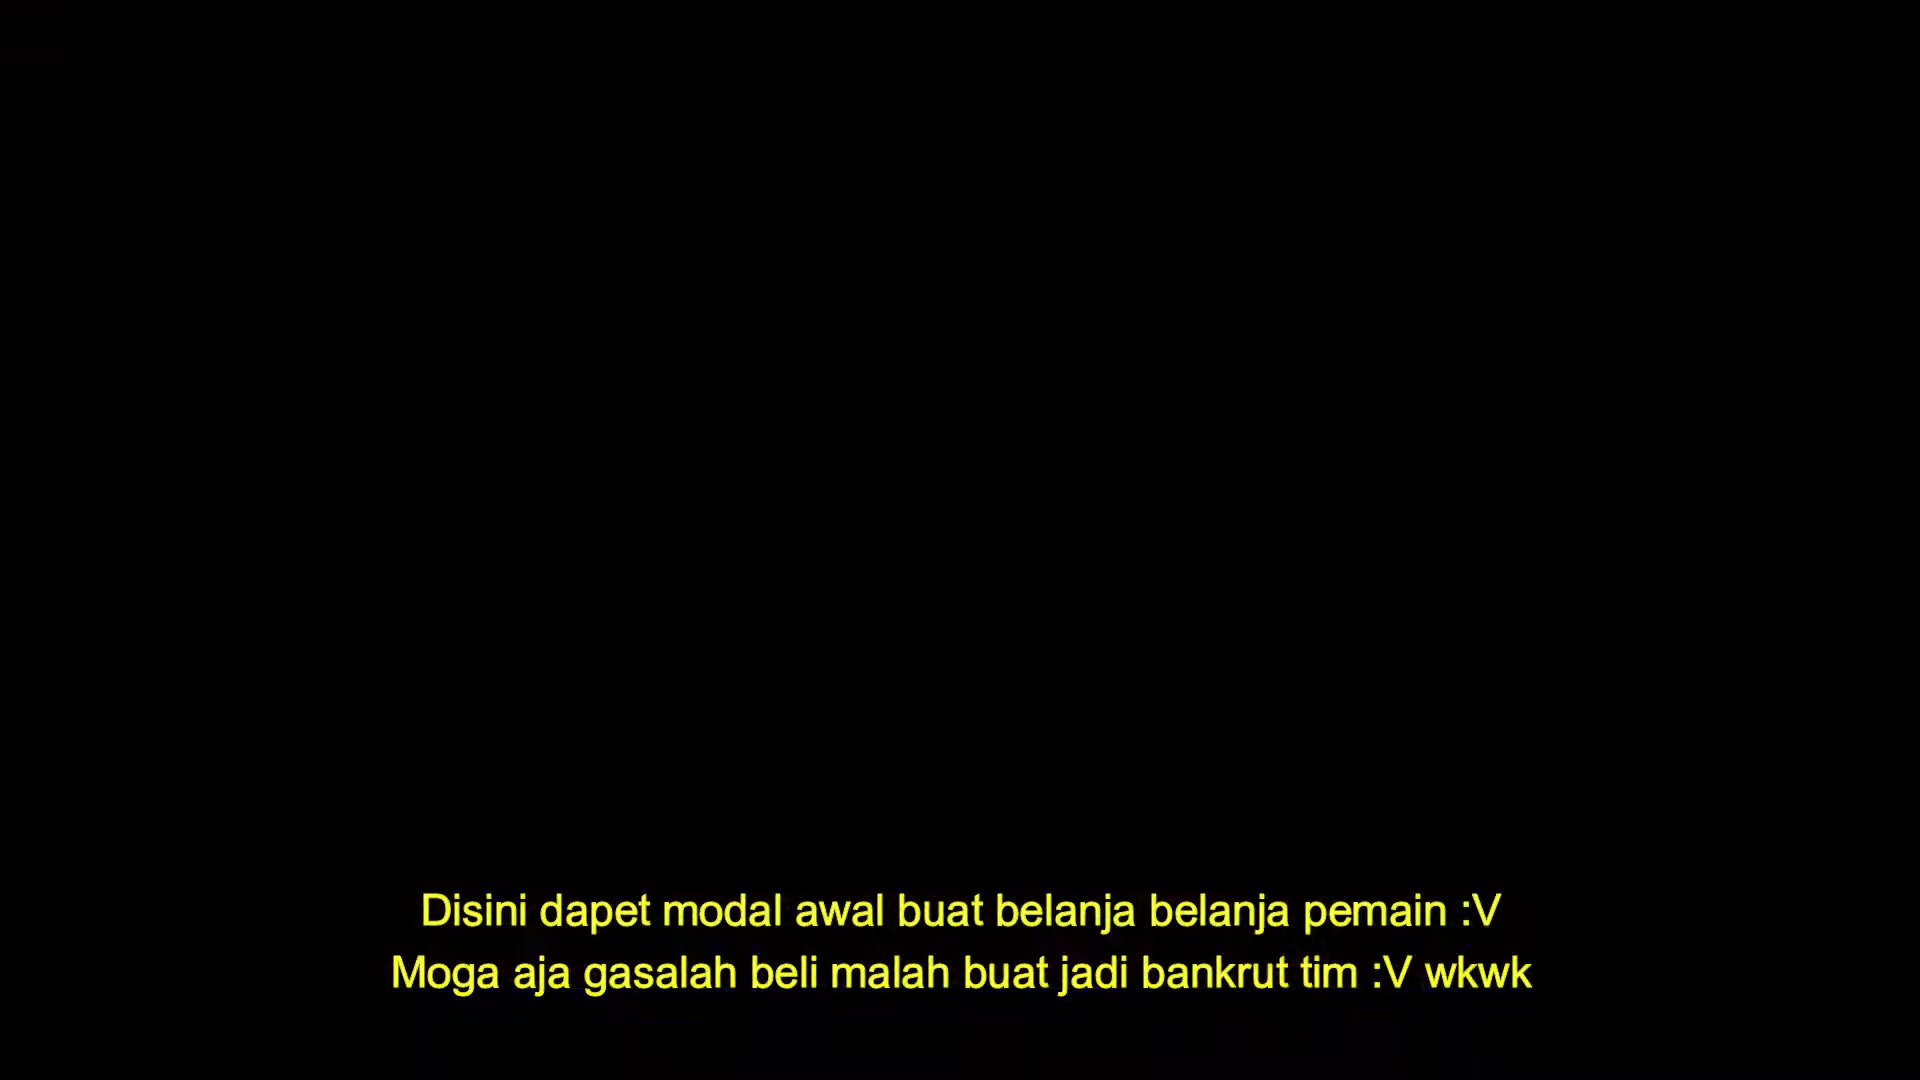 Disini dapet modal awal buat belanja belanja pemain :V
Moga aja gasalah beli malah buat jadi bankrut tim :V wkwk